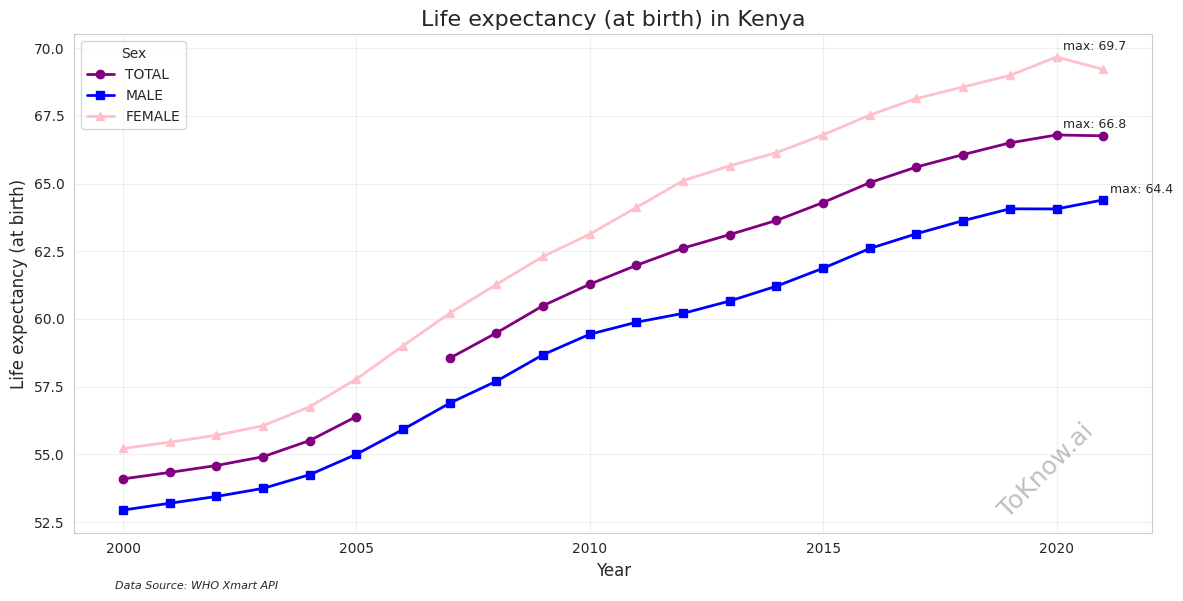 Life expectancy (at birth) in Kenya
Sex
TOTAL
MALE
FEMALE
max: 69.7
max: 66.8
max: 64.4
Life expectancy (at birth)
70.0
67.5
65.0
62.5
60.0
57.5
55.0
52.5
ToKnow.ai
2000 2005 2010 2015 2020
Year
Data Source: WHO Xmart API